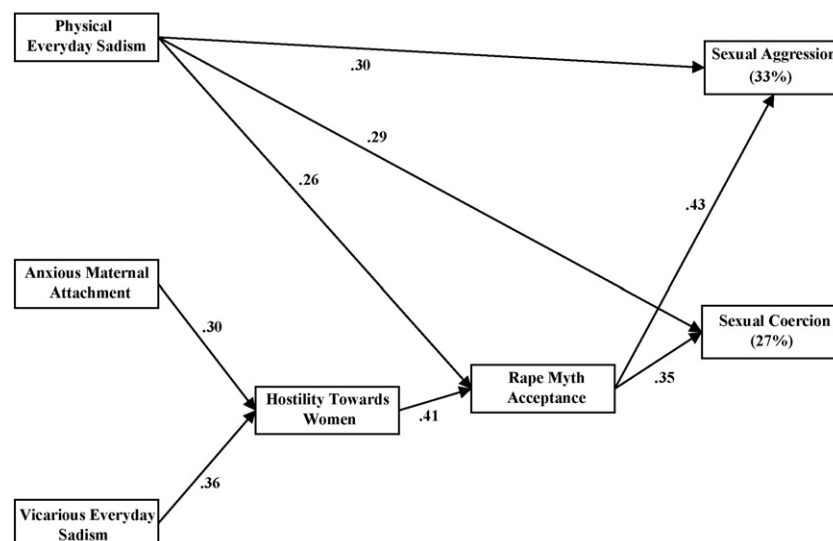 Physical
Everyday Sadism
Sexual Aggression
(33%)
.30
.29
.26
.43
Anxious Maternal
Attachment
.30
Sexual Coercion
(27%)
Rape Myth
Acceptance
.35
Hostility Towards
Women
.41
.36
Vicarious Everyday
Sadism